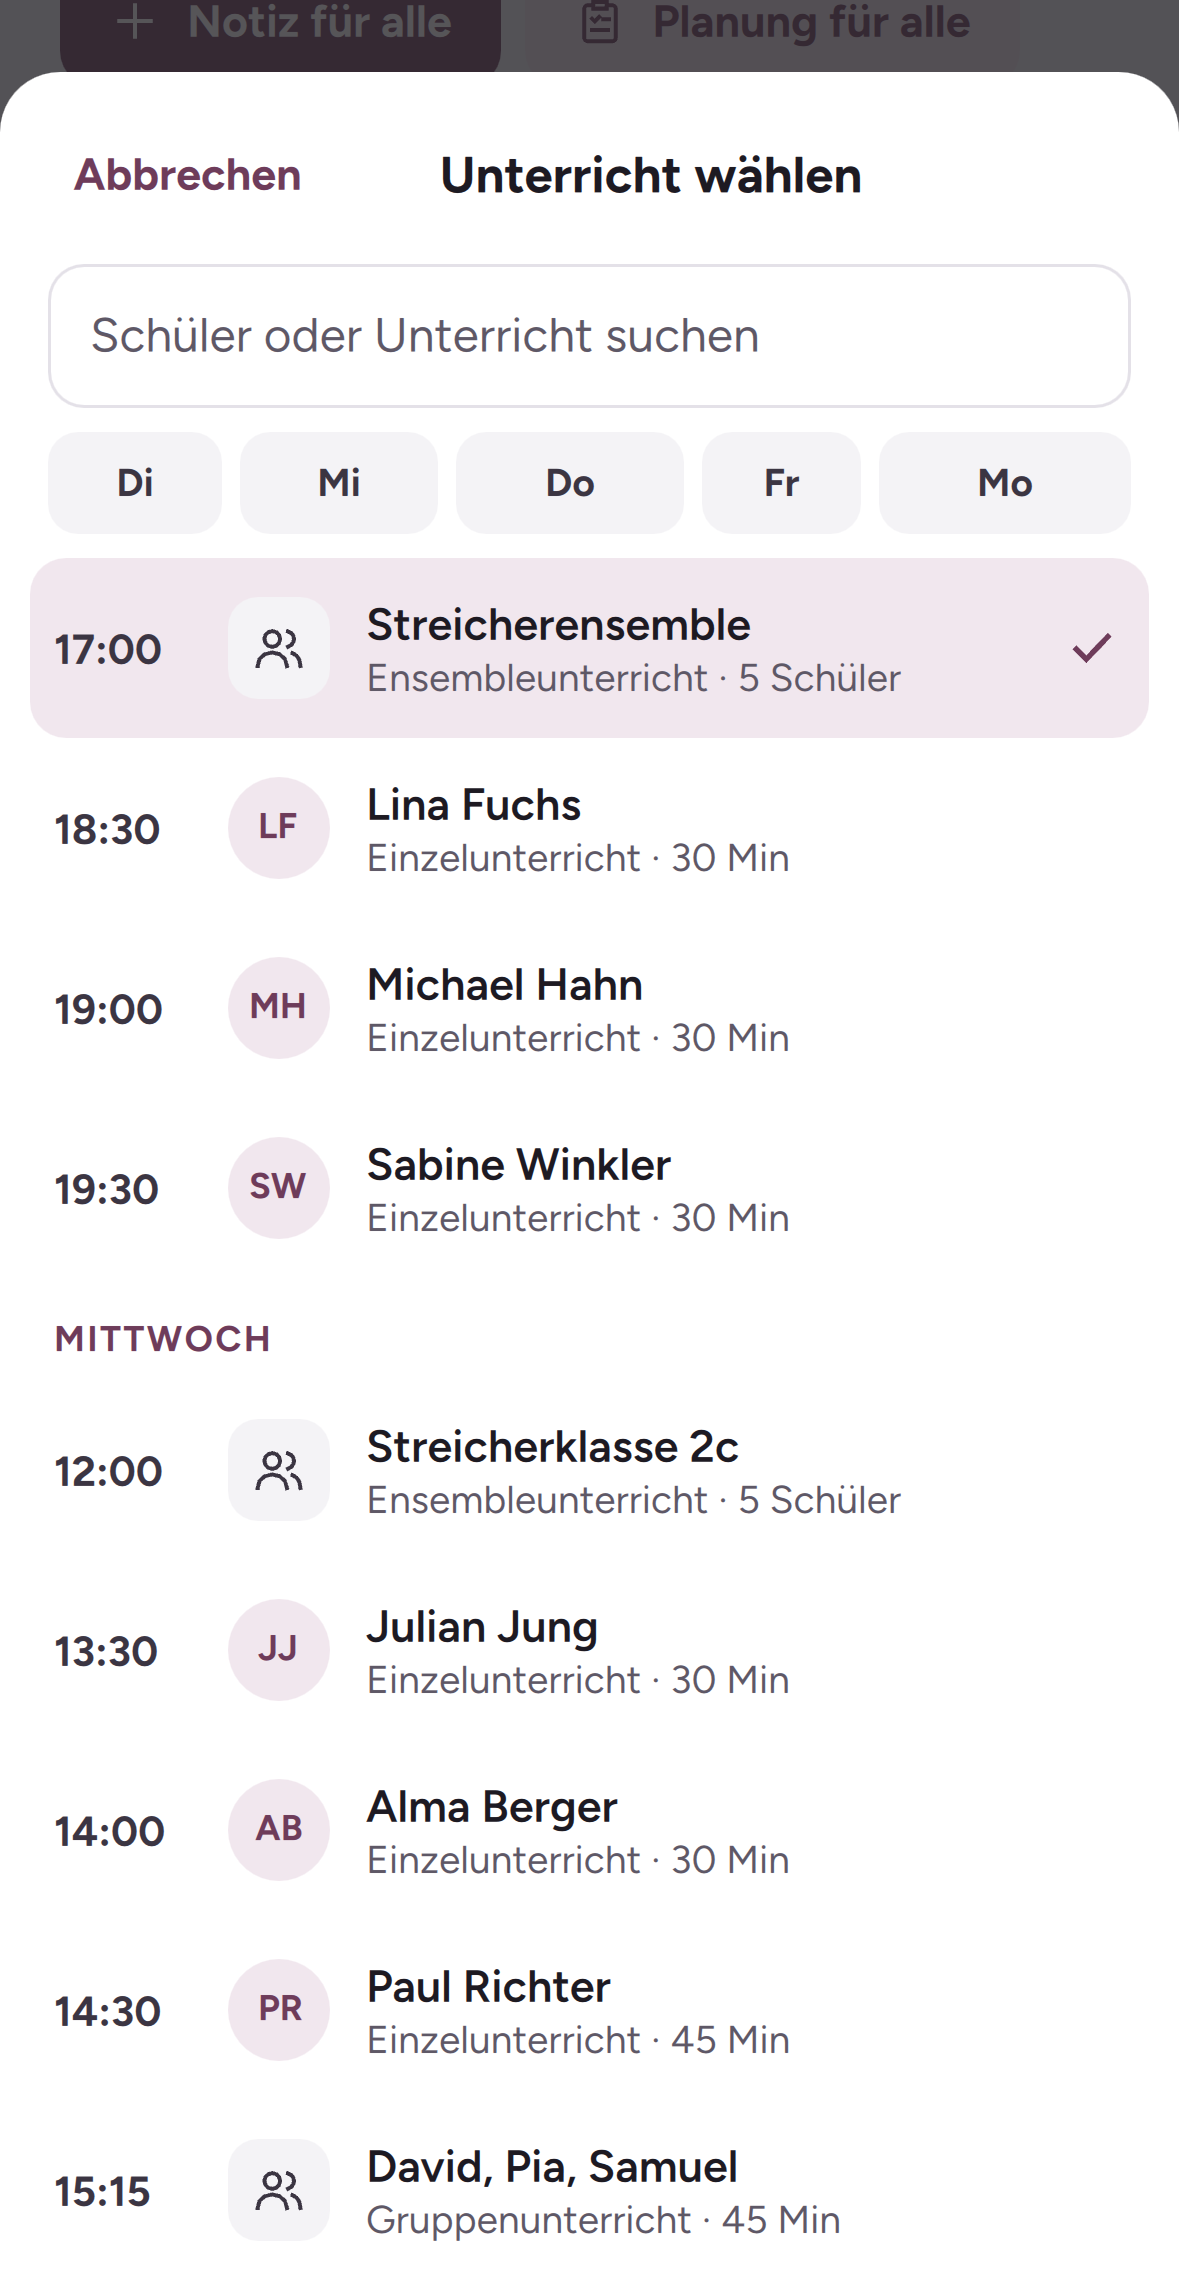 Notiz für alle
Planung für alle
Abbrechen
Unterricht wählen
Schüler oder Unterricht suchen
Di
Mi
Do
Fr
Mo
17:00
Streicherensemble
Ensembleunterricht · 5 Schüler
18:30
LF
Lina Fuchs
Einzelunterricht · 30 Min
19:00
MH
Michael Hahn
Einzelunterricht · 30 Min
19:30
SW
Sabine Winkler
Einzelunterricht · 30 Min
MITTWOCH
12:00
Streicherklasse 2c
Ensembleunterricht · 5 Schüler
13:30
JJ
Julian Jung
Einzelunterricht · 30 Min
14:00
AB
Alma Berger
Einzelunterricht · 30 Min
14:30
PR
Paul Richter
Einzelunterricht · 45 Min
15:15
David, Pia, Samuel
Gruppenunterricht · 45 Min